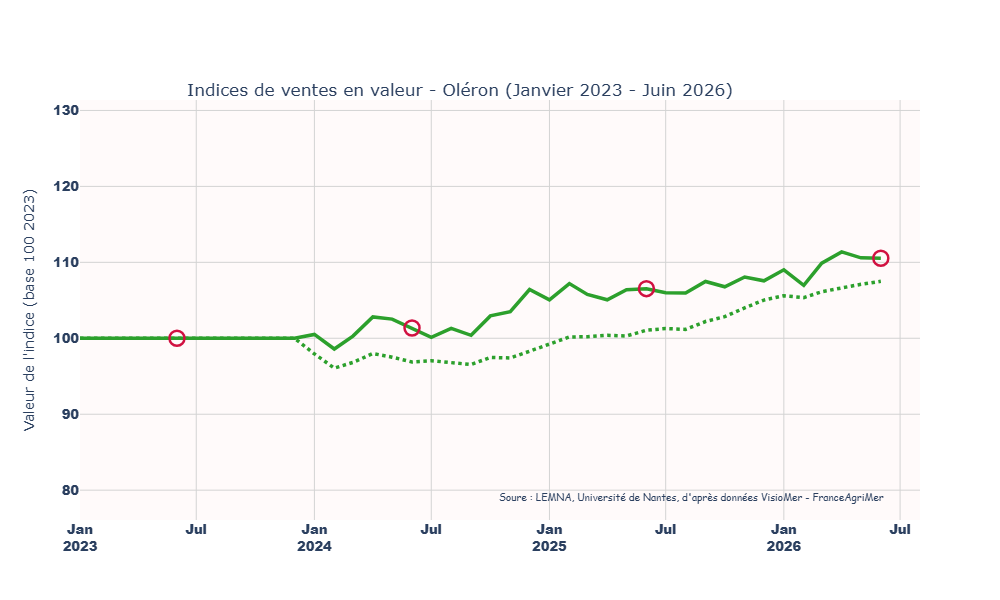 Indices de ventes en valeur - Oléron (Janvier 2023 - Juin 2026)
Valeur de l'indice (base 100 2023)
130
120
110
100
90
80
Soure : LEMNA, Université de Nantes, d'après données VisioMer - FranceAgriMer
Jan Jul Jan Jul Jan Jul Jan Jul
2023 2024 2025 2026